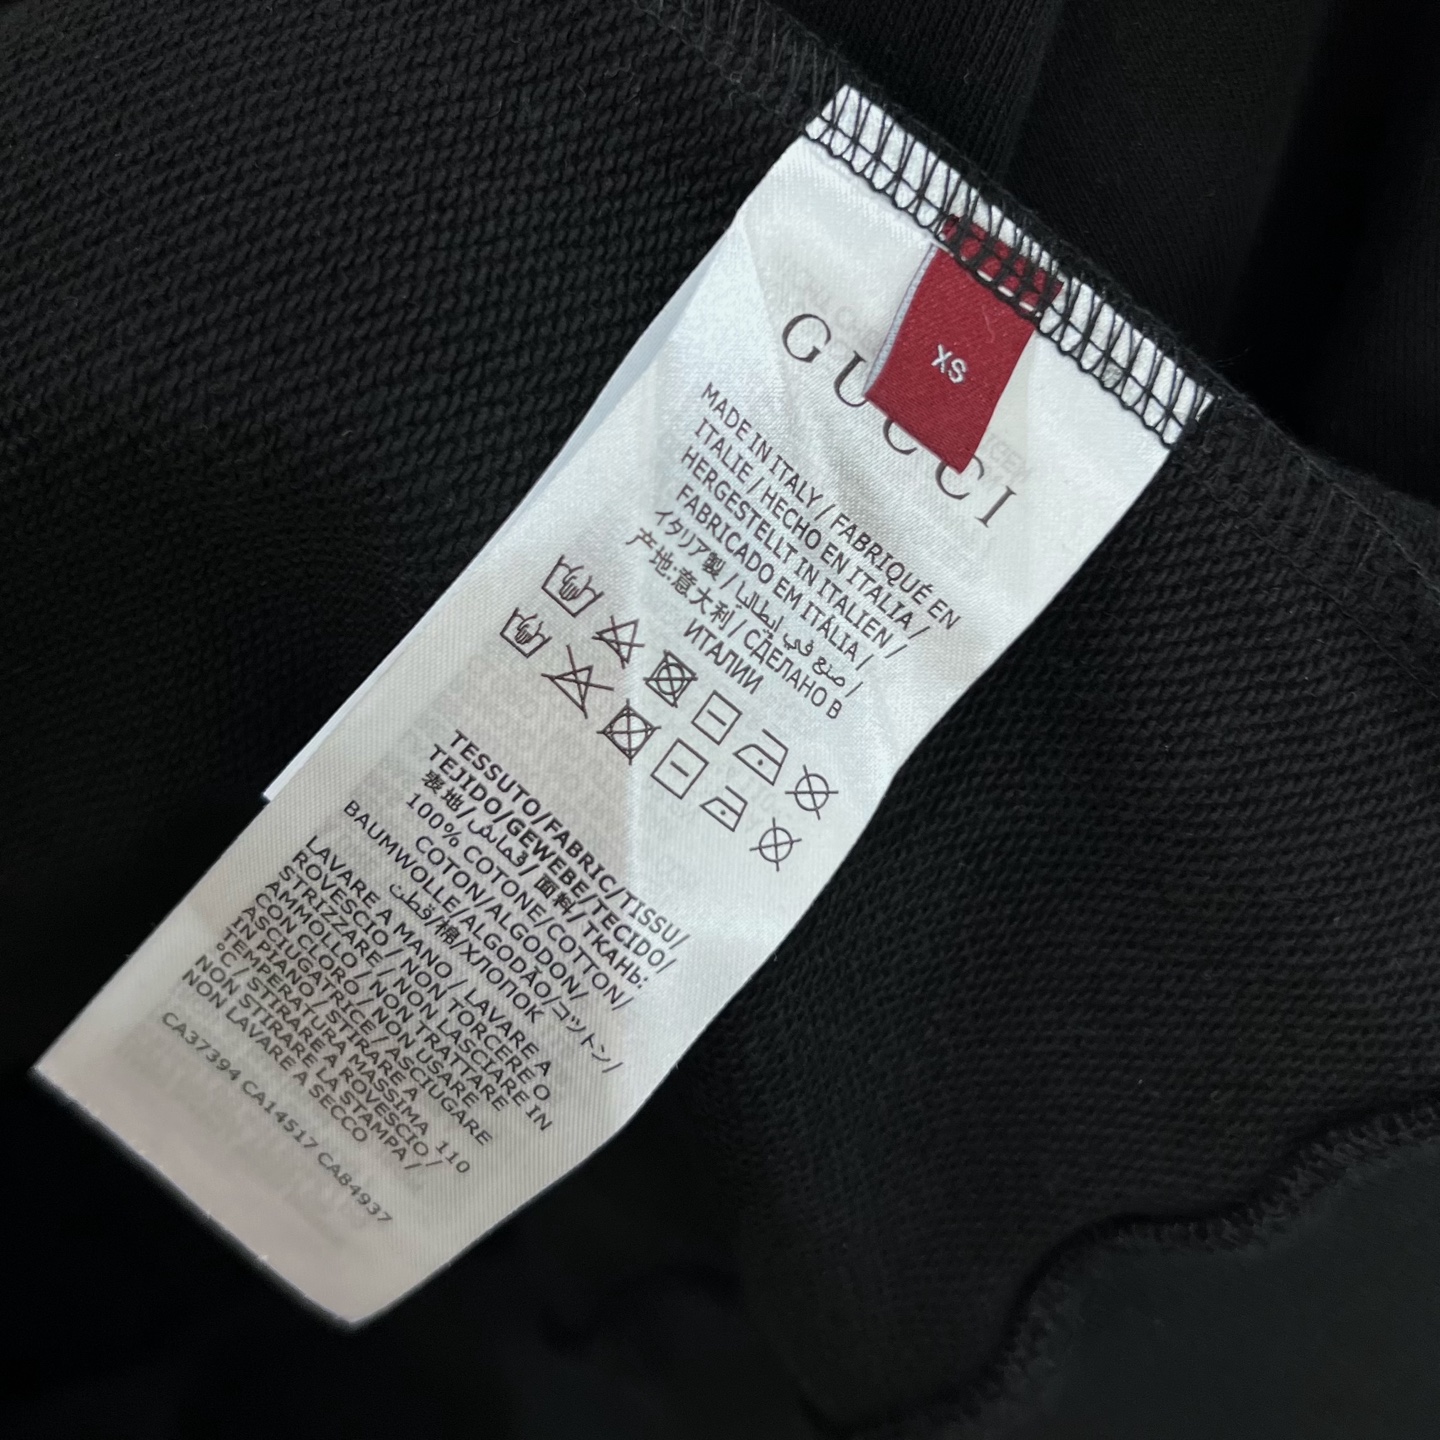 XS
GUCCI
MADE IN ITALY / FABRIQUÉ EN
ITALIE / HECHO EN ITALIA /
HERGESTELLT IN ITALIEN /
FABRICADO EM ITÁLIA /
イタリア製 / صنع في إيطاليا /
产地:意大利 / СДЕЛАНО В
ИТАЛИИ
TESSUTO/FABRIC/TISSU/
TEJIDO/GEWEBE/TECIDO/
表地/قماش/面料/ТКАНЬ:
100% COTONE/COTTON/
COTON/ALGODON/
BAUMWOLLE/ALGODÃO/コットン/
قطن/棉/ХЛОПОК
LAVARE A MANO / LAVARE A
ROVESCIO / NON TORCERE O
STRIZZARE / NON LASCIARE IN
AMMOLLO / NON TRATTARE
CON CLORO / NON USARE
ASCIUGATRICE/ASCIUGARE
IN PIANO/STIRARE A
TEMPERATURA MASSIMA 110
°C / STIRARE A ROVESCIO /
NON STIRARE LA STAMPA /
NON LAVARE A SECCO
CA37394 CA14517 CA84937